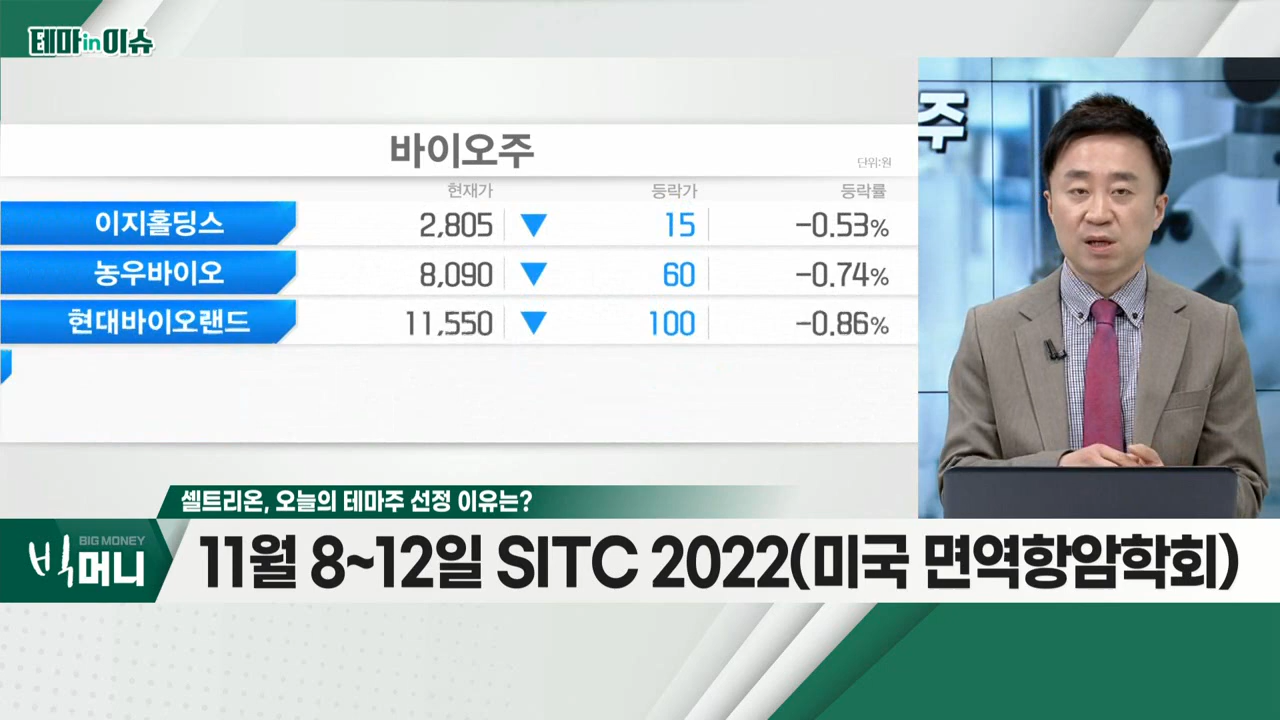 테마in이슈
바이오주
단위:원
현재가 등락가 등락률
이지홀딩스 2,805 ▼ 15 -0.53%
농우바이오 8,090 ▼ 60 -0.74%
현대바이오랜드 11,550 ▼ 100 -0.86%
주
셀트리온, 오늘의 테마주 선정 이유는?
BIG MONEY
빅머니
11월 8~12일 SITC 2022(미국 면역항암학회)